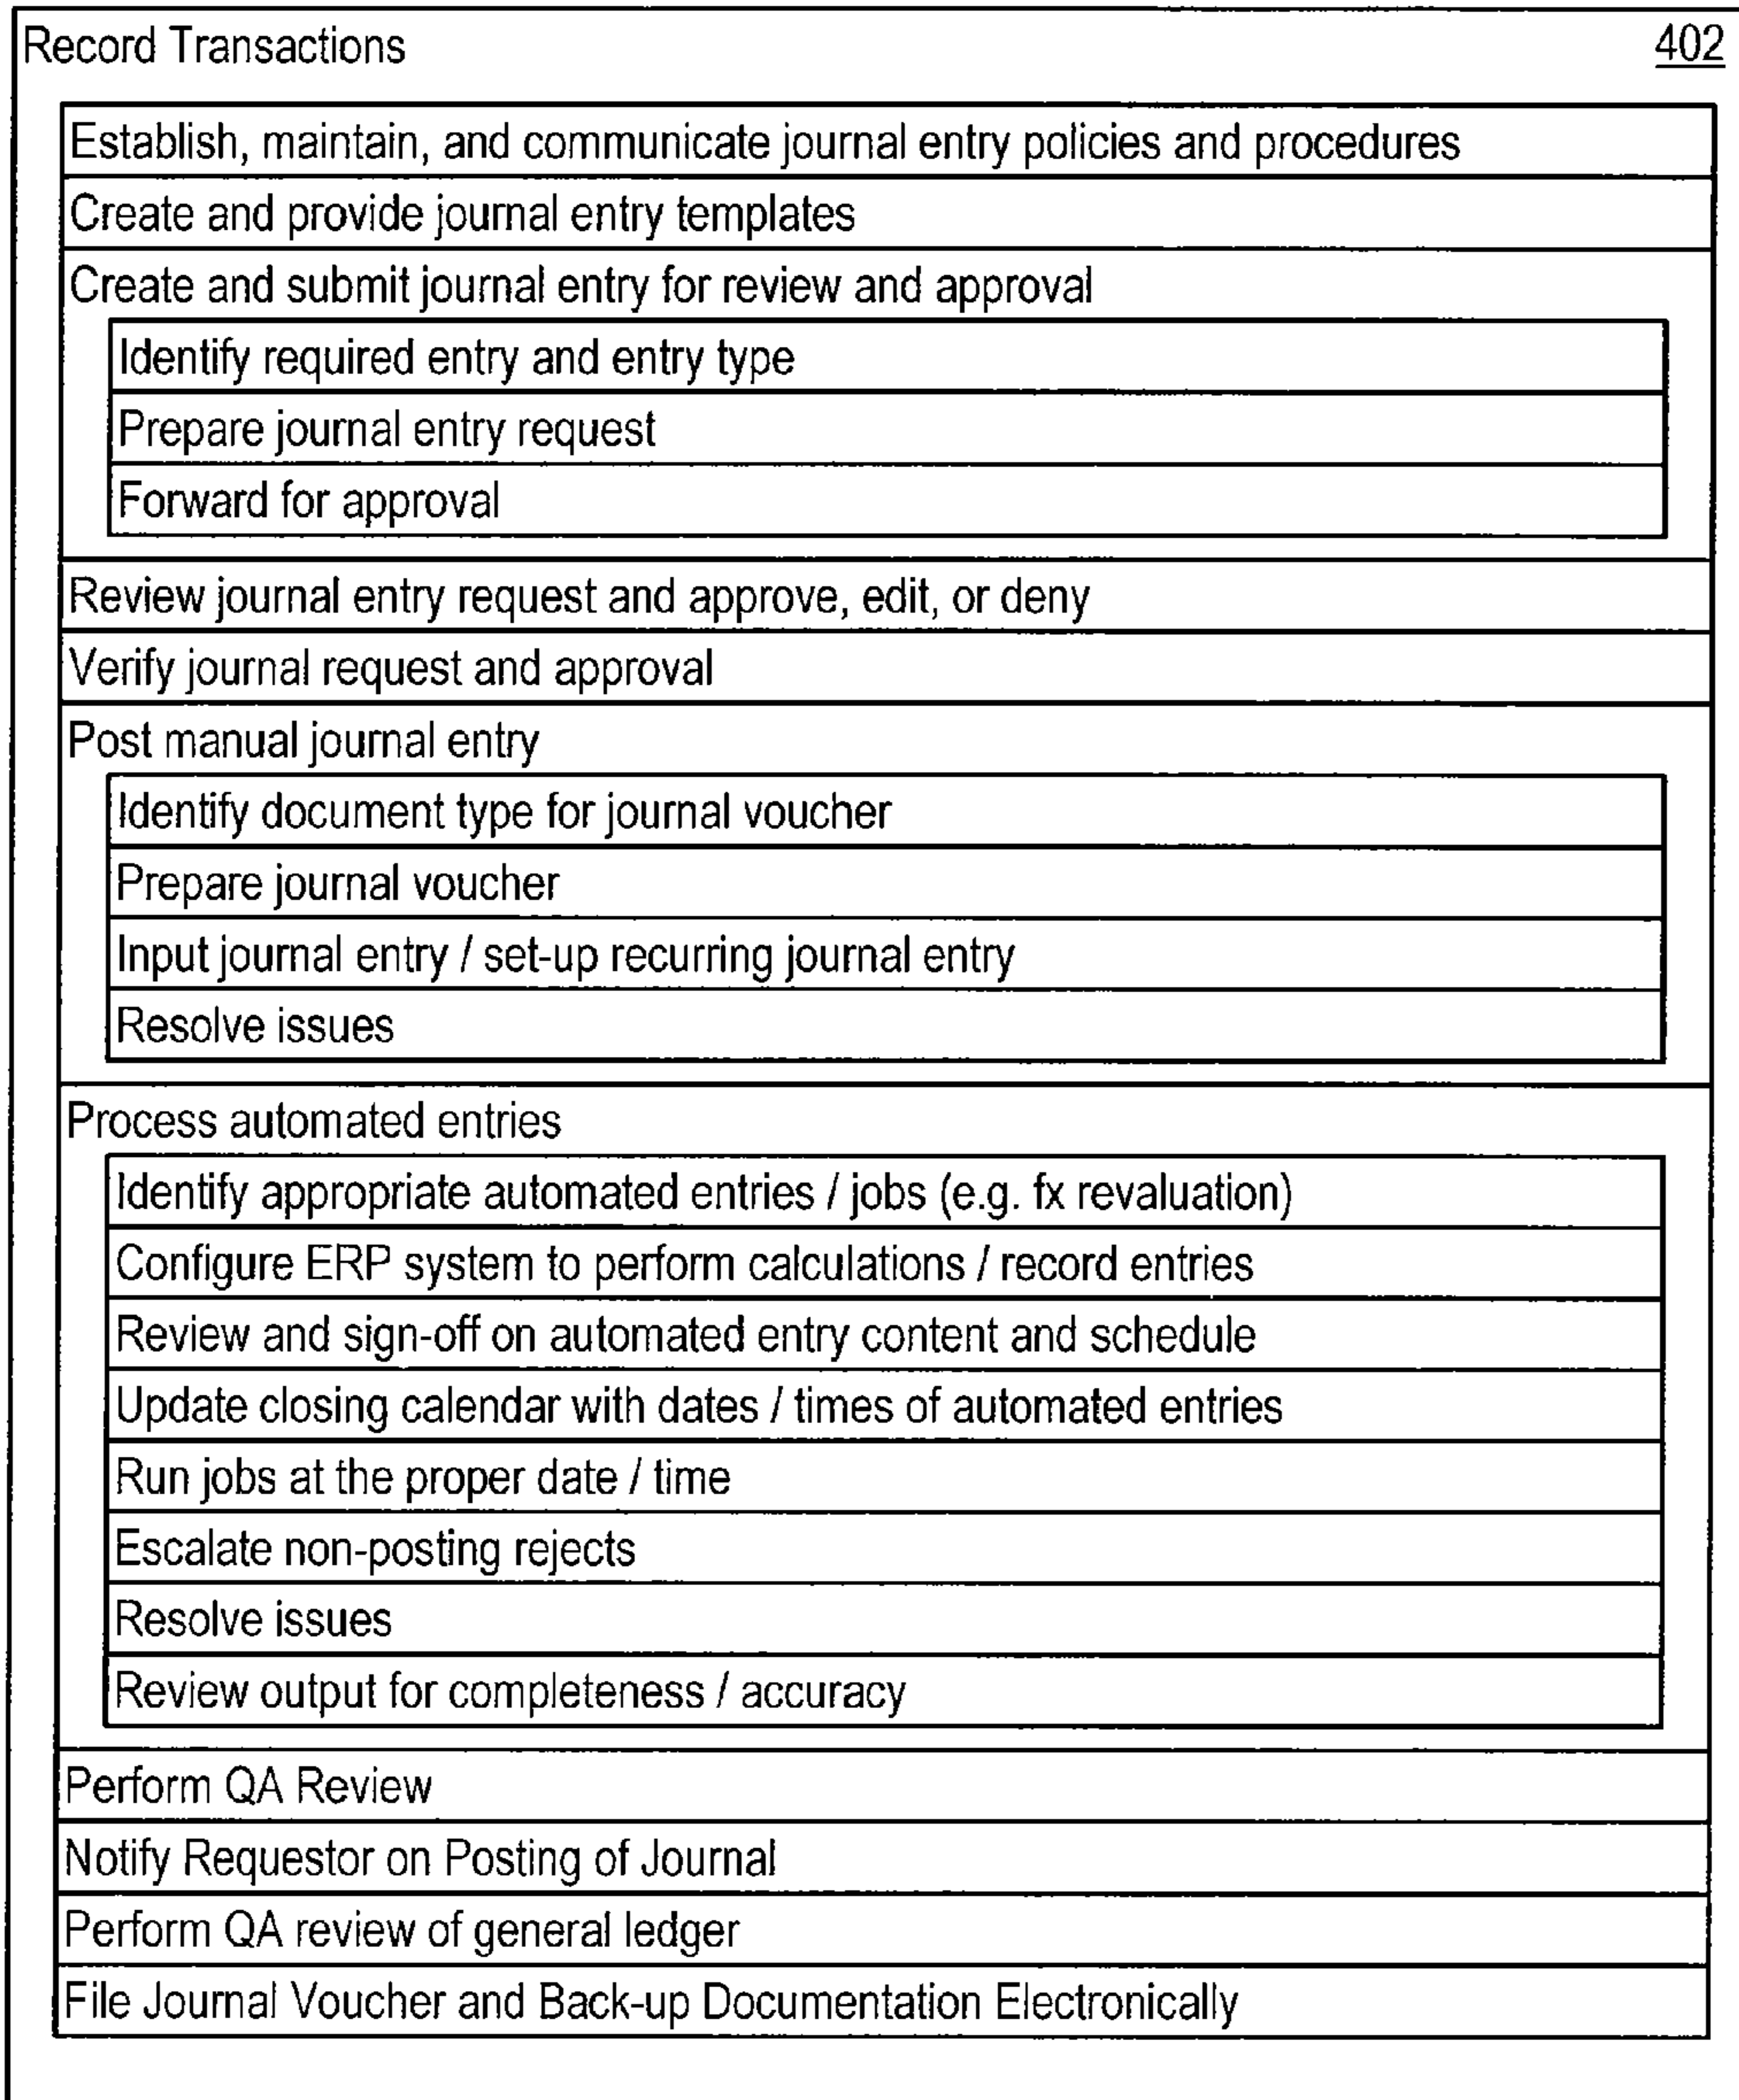 Record Transactions 402
Establish, maintain, and communicate journal entry policies and procedures
Create and provide journal entry templates
Create and submit journal entry for review and approval
Identify required entry and entry type
Prepare journal entry request
Forward for approval
Review journal entry request and approve, edit, or deny
Verify journal request and approval
Post manual journal entry
Identify document type for journal voucher
Prepare journal voucher
Input journal entry / set-up recurring journal entry
Resolve issues
Process automated entries
Identify appropriate automated entries / jobs (e.g. fx revaluation)
Configure ERP system to perform calculations / record entries
Review and sign-off on automated entry content and schedule
Update closing calendar with dates / times of automated entries
Run jobs at the proper date / time
Escalate non-posting rejects
Resolve issues
Review output for completeness / accuracy
Perform QA Review
Notify Requestor on Posting of Journal
Perform QA review of general ledger
File Journal Voucher and Back-up Documentation Electronically